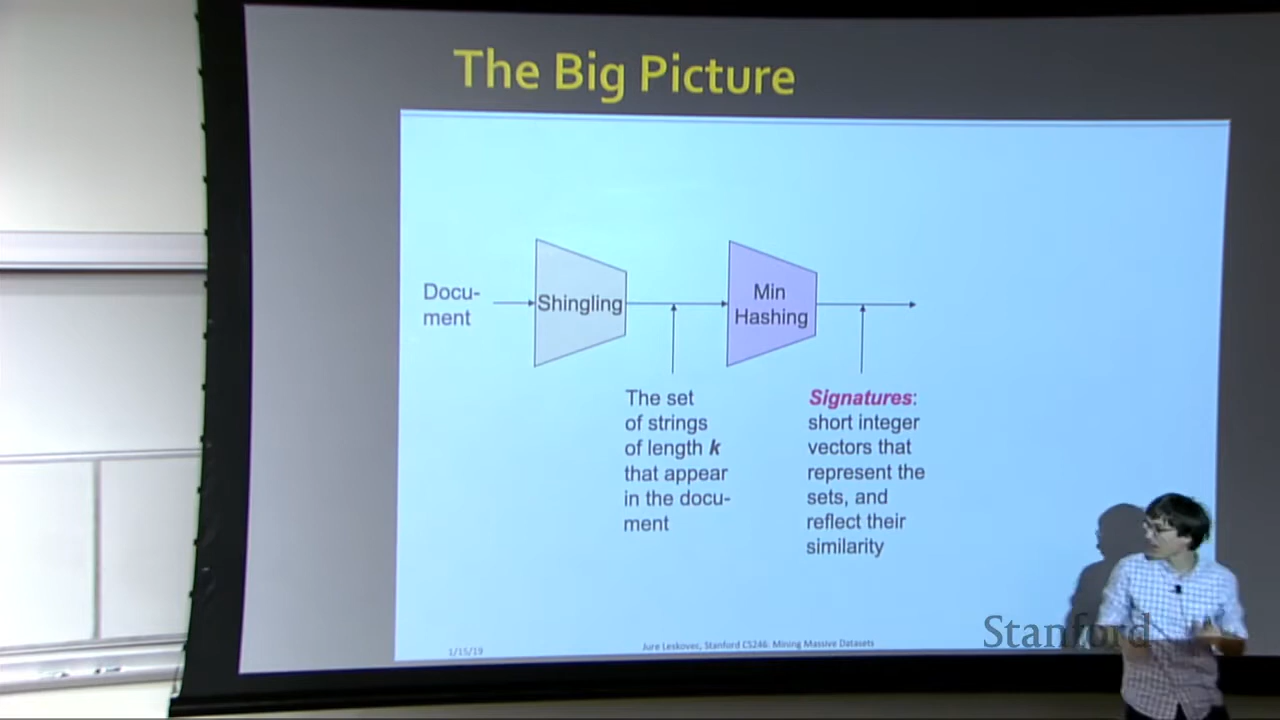 The Big Picture
Docu-
ment
Shingling
Min
Hashing
The set
of strings
of length k
that appear
in the docu-
ment
Signatures:
short integer
vectors that
represent the
sets, and
reflect their
similarity
1/15/19
Jure Leskovec, Stanford CS246: Mining Massive Datasets
Stanford